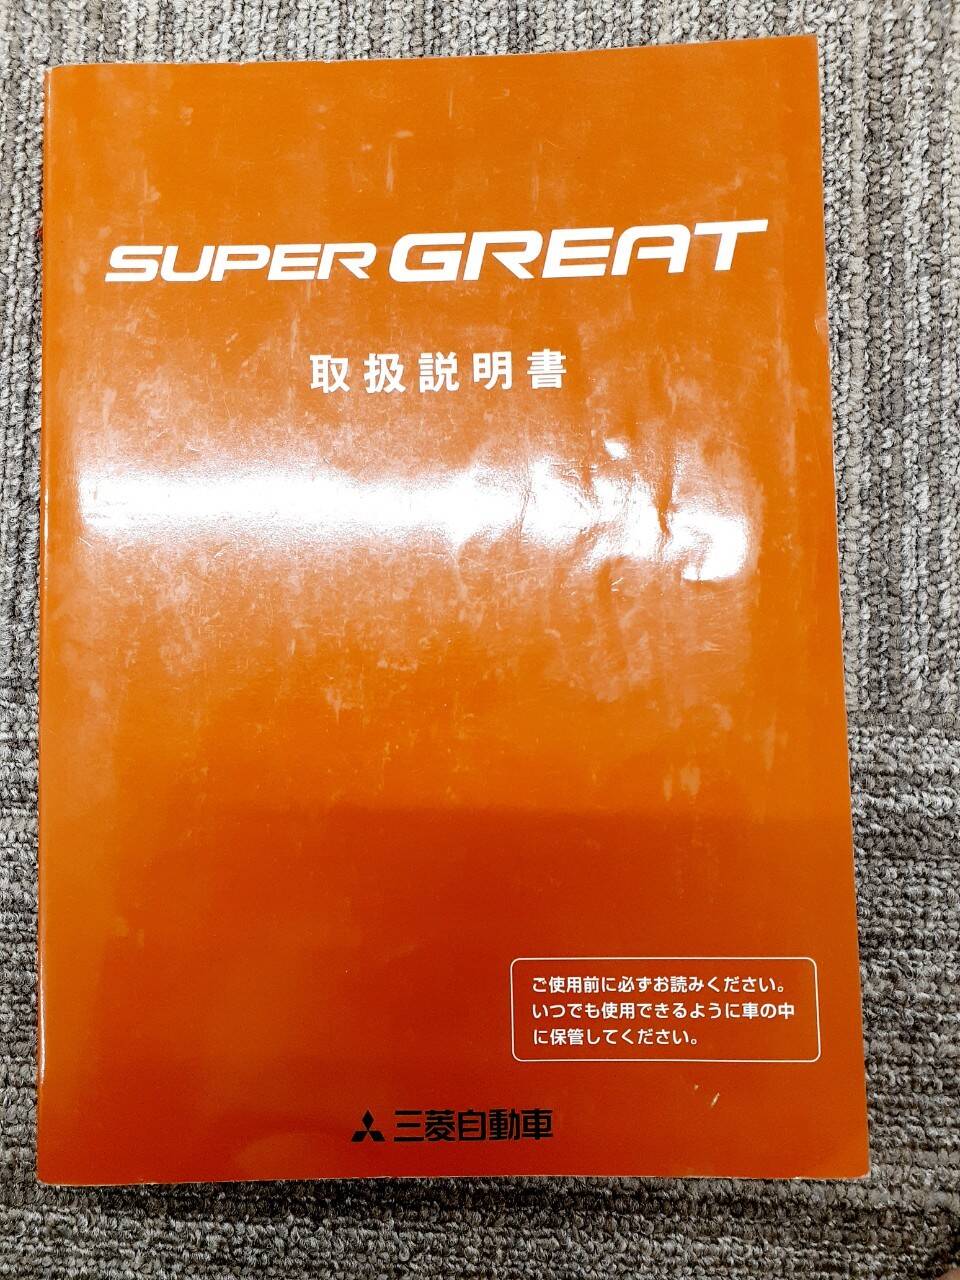 SUPER GREAT
取扱説明書
ご使用前に必ずお読みください。
いつでも使用できるように車の中
に保管してください。
三菱自動車